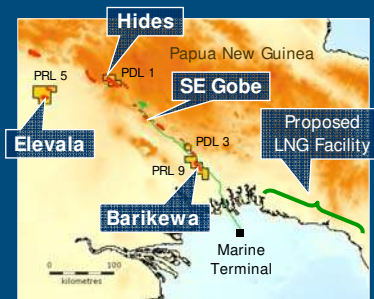 Hides
Papua New Guinea
PRL 5
PDL 1
SE Gobe
Elevala
PDL 3
Proposed
LNG Facility
PRL 9
Barikewa
Marine
Terminal
0 100
kilometres